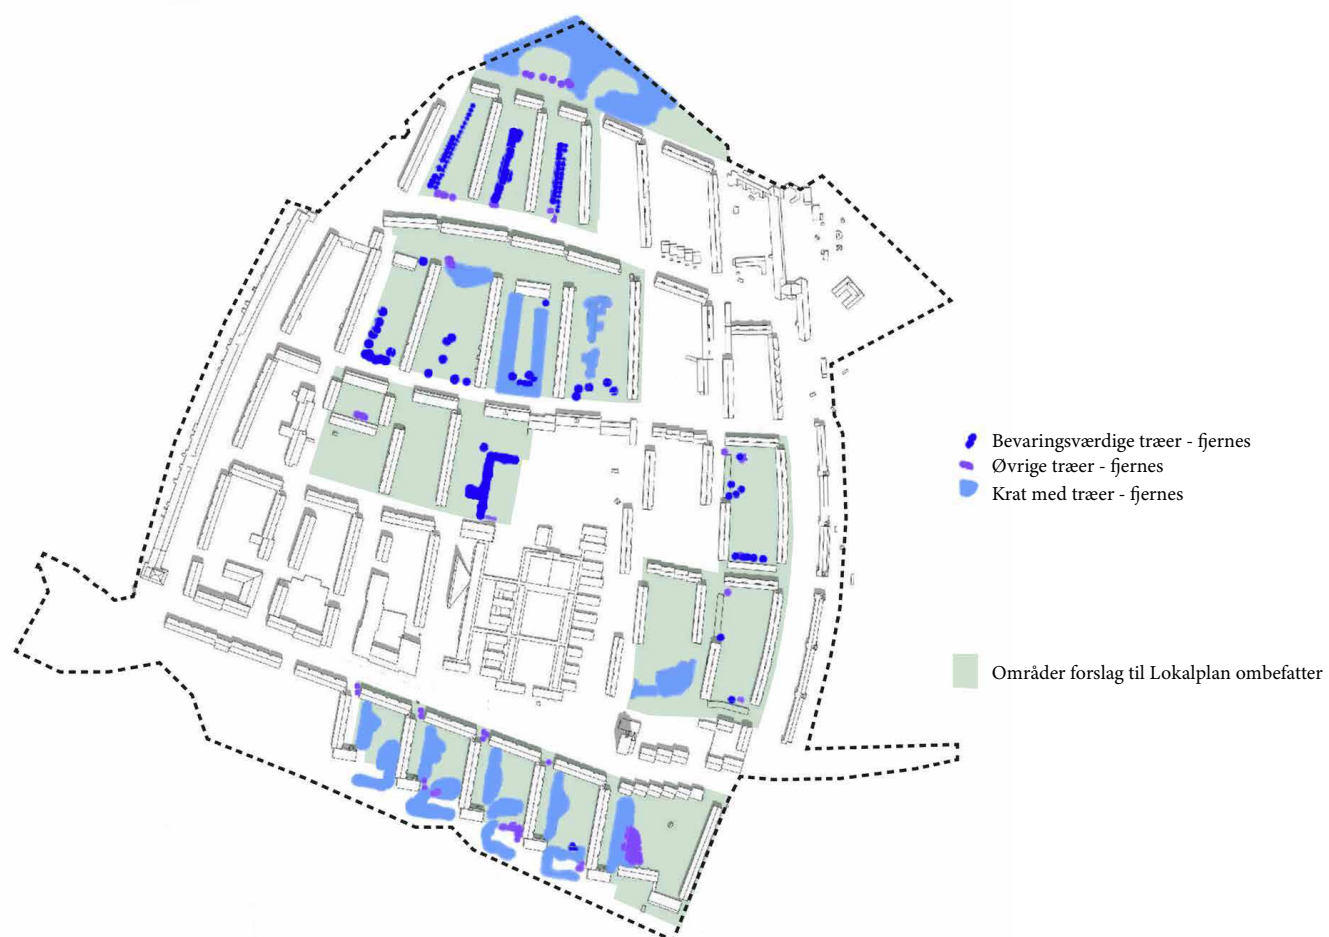 Bevaringsværdige træer - fjernes
Øvrige træer - fjernes
Krat med træer - fjernes
Områder forslag til Lokalplan ombefatter